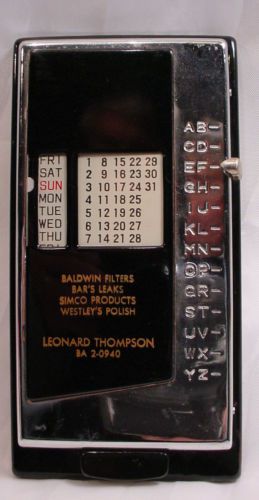 FRI
SAT
SUN
MON
TUE
WED
THU
1 8 15 22 29
2 9 16 23 30
3 10 17 24 31
4 11 18 25
5 12 19 26
6 13 20 27
7 14 21 28
BALDWIN FILTERS
BAR'S LEAKS
SIMCO PRODUCTS
WESTLEY'S POLISH
LEONARD THOMPSON
BA 2-0940
AB-
CD-
EF-
GH-
IJ-
KL-
MN-
OP-
QR-
ST-
UV-
WX-
YZ-